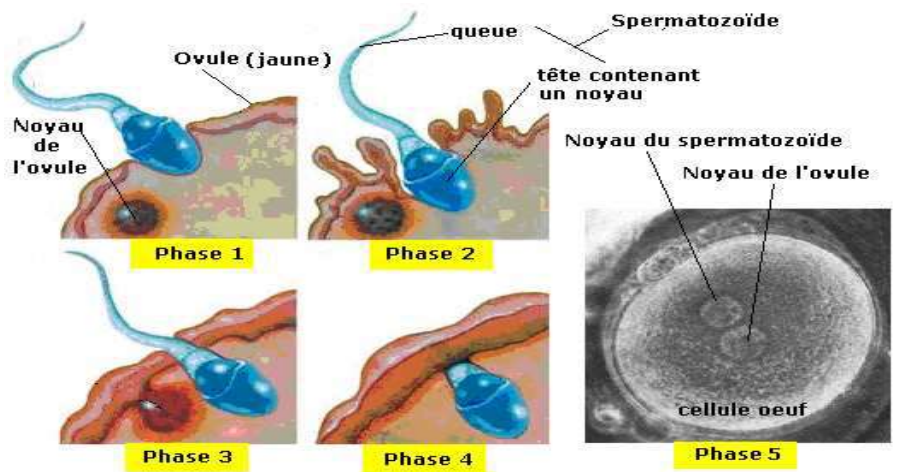 queue
Spermatozoïde
Ovule (jaune)
tête contenant
un noyau
Noyau
de
l'ovule
Phase 1
Phase 2
Noyau du spermatozoïde
Noyau de l'ovule
Phase 3
Phase 4
cellule oeuf
Phase 5